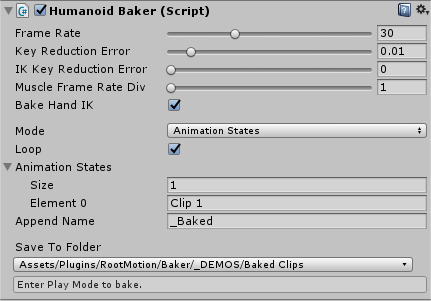 Humanoid Baker (Script)
Frame Rate 30
Key Reduction Error 0.01
IK Key Reduction Error 0
Muscle Frame Rate Div 1
Bake Hand IK
Mode Animation States
Loop
Animation States
Size 1
Element 0 Clip 1
Append Name _Baked
Save To Folder
Assets/Plugins/RootMotion/Baker/_DEMOS/Baked Clips
Enter Play Mode to bake.